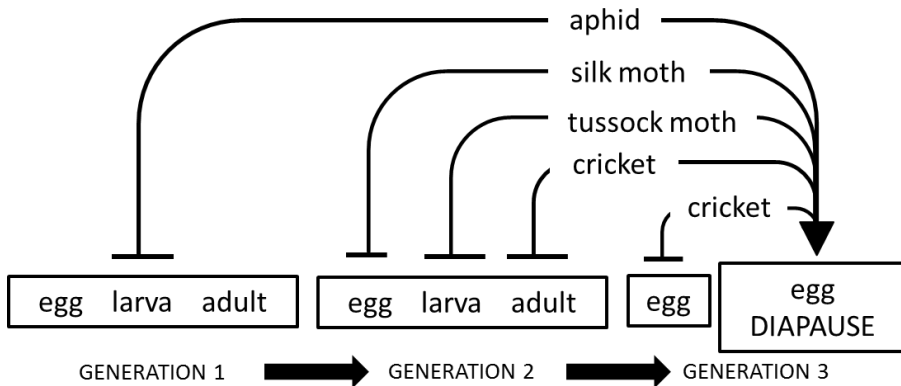 aphid
silk moth
tussock moth
cricket
cricket
egg larva adult
egg larva adult
egg
egg
DIAPAUSE
GENERATION 1
GENERATION 2
GENERATION 3